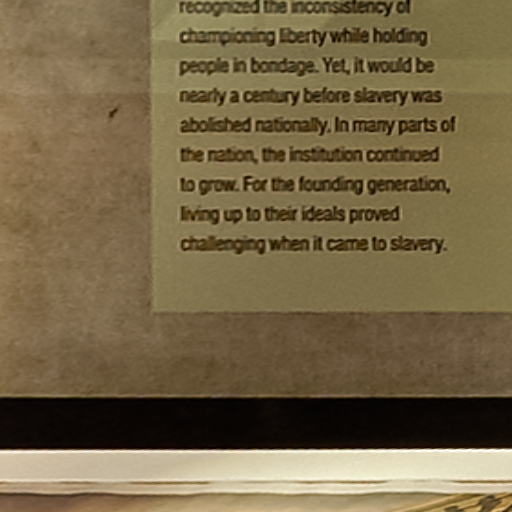 recognized the inconsistency of
championing liberty while holding
people in bondage. Yet, it would be
nearly a century before slavery was
abolished nationally. In many parts of
the nation, the institution continued
to grow. For the founding generation,
living up to their ideals proved
challenging when it came to slavery.